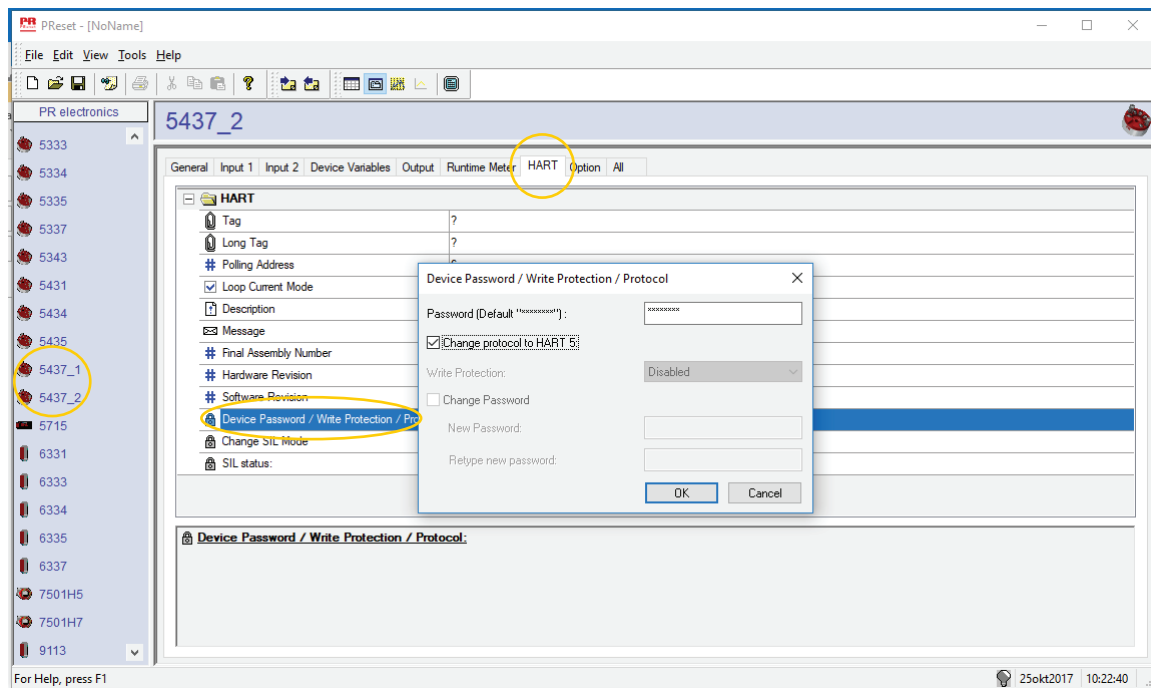 PR PReset - [NoName]
File Edit View Tools Help
PR electronics
5333
5334
5335
5337
5343
5431
5434
5435
5437_1
5437_2
5715
6331
6333
6334
6335
6337
7501H5
7501H7
9113
5437_2
General Input 1 Input 2 Device Variables Output Runtime Meter HART Option All
HART
Tag ?
Long Tag ?
Polling Address
Loop Current Mode
Description
Message
Final Assembly Number
Hardware Revision
Software Revision
Device Password / Write Protection / Pro
Change SIL Mode
SIL status:
Device Password / Write Protection / Protocol
Password (Default "××××××××") : ××××××××
Change protocol to HART 5
Write Protection: Disabled
Change Password
New Password:
Retype new password:
OK Cancel
Device Password / Write Protection / Protocol:
For Help, press F1 25okt2017 10:22:40